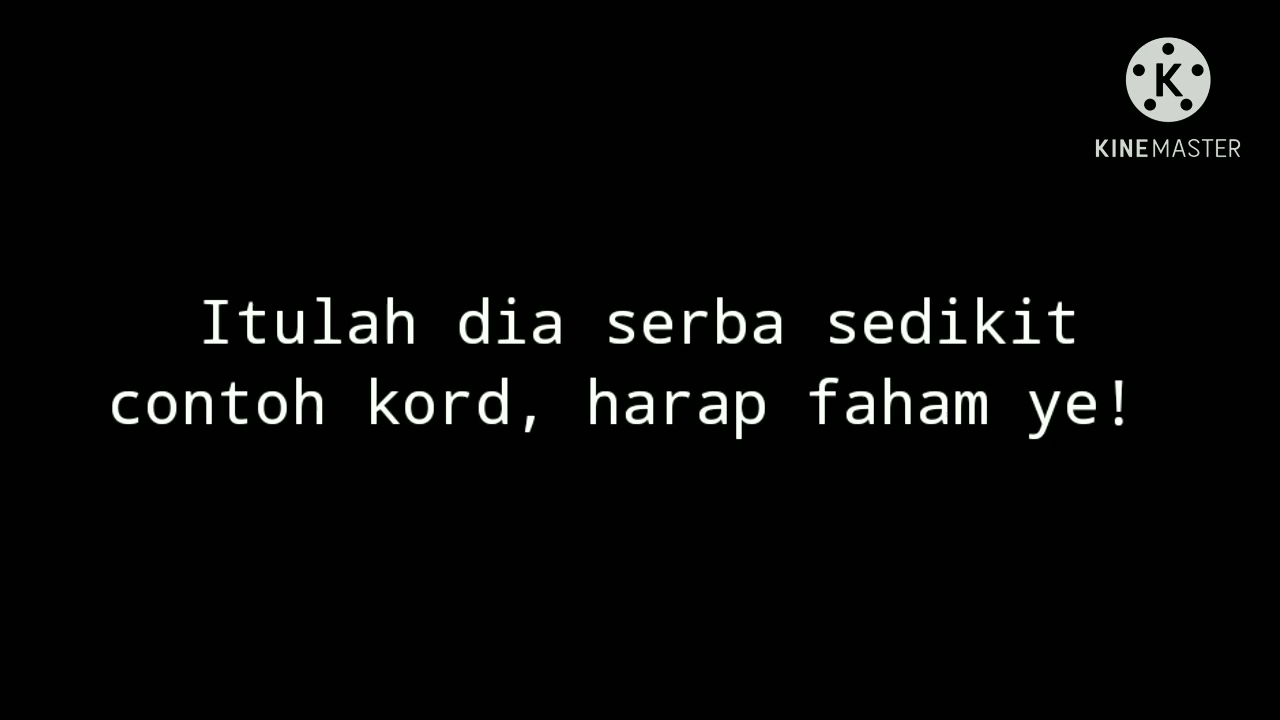 K
KINEMASTER
Itulah dia serba sedikit
contoh kord, harap faham ye!